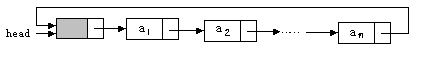 head a₁ a₂ ····· aₙ